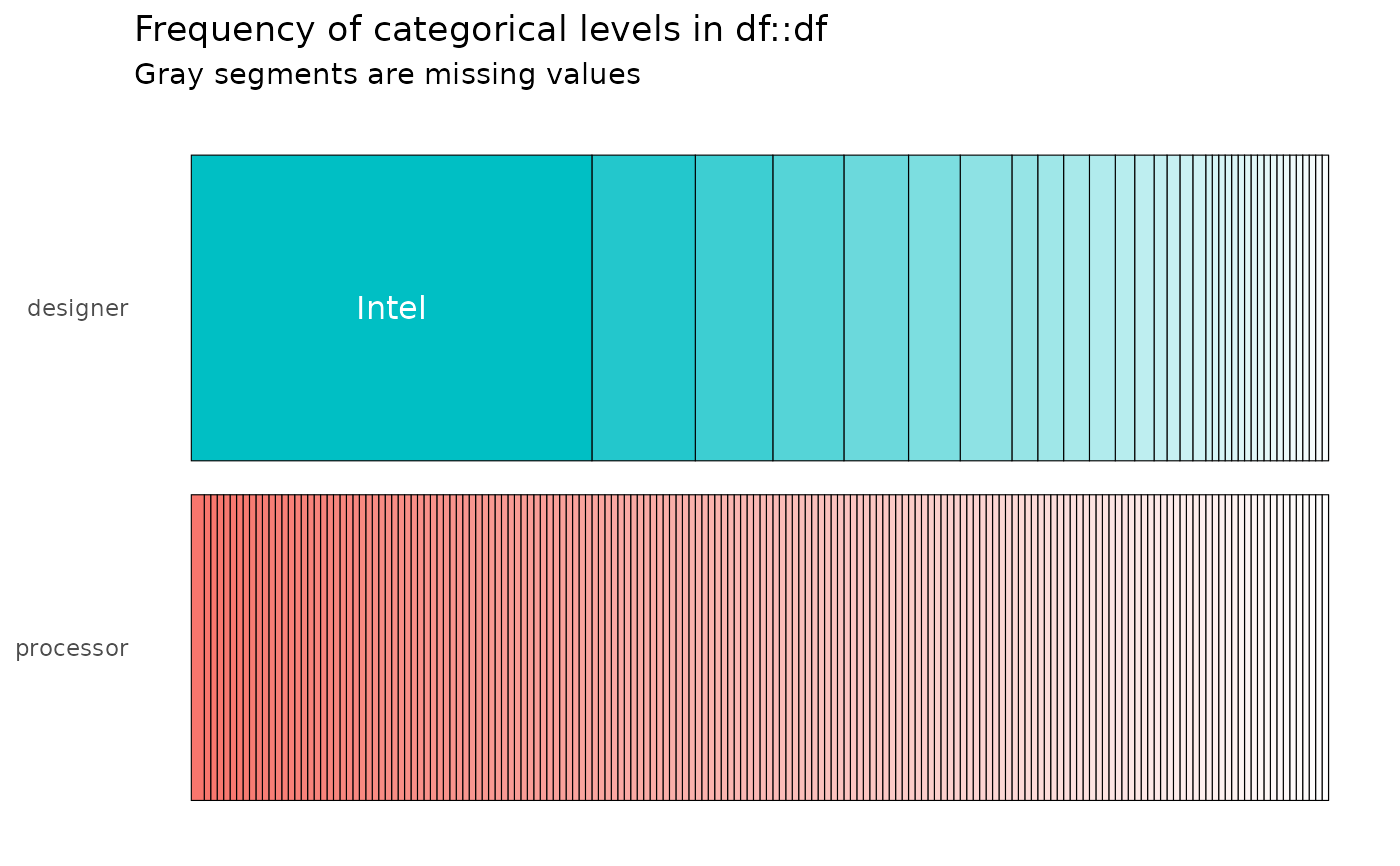 Frequency of categorical levels in df::df
Gray segments are missing values
designer
Intel
processor